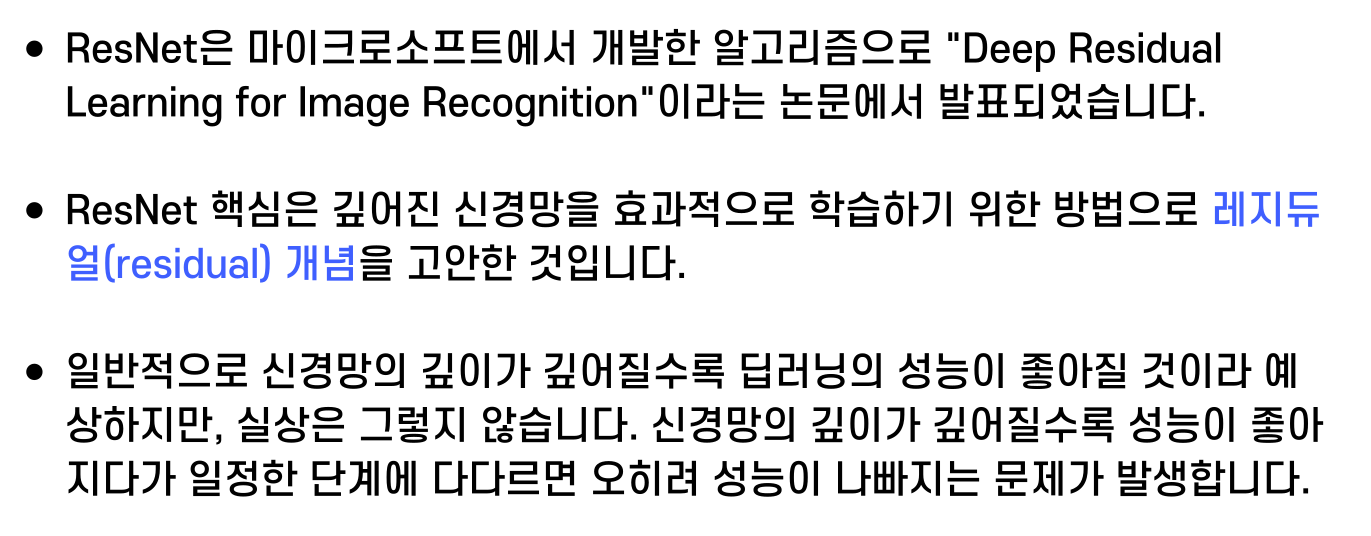 • ResNet은 마이크로소프트에서 개발한 알고리즘으로 "Deep Residual
Learning for Image Recognition"이라는 논문에서 발표되었습니다.
• ResNet 핵심은 깊어진 신경망을 효과적으로 학습하기 위한 방법으로 레지듀
얼(residual) 개념을 고안한 것입니다.
• 일반적으로 신경망의 깊이가 깊어질수록 딥러닝의 성능이 좋아질 것이라 예
상하지만, 실상은 그렇지 않습니다. 신경망의 깊이가 깊어질수록 성능이 좋아
지다가 일정한 단계에 다다르면 오히려 성능이 나빠지는 문제가 발생합니다.